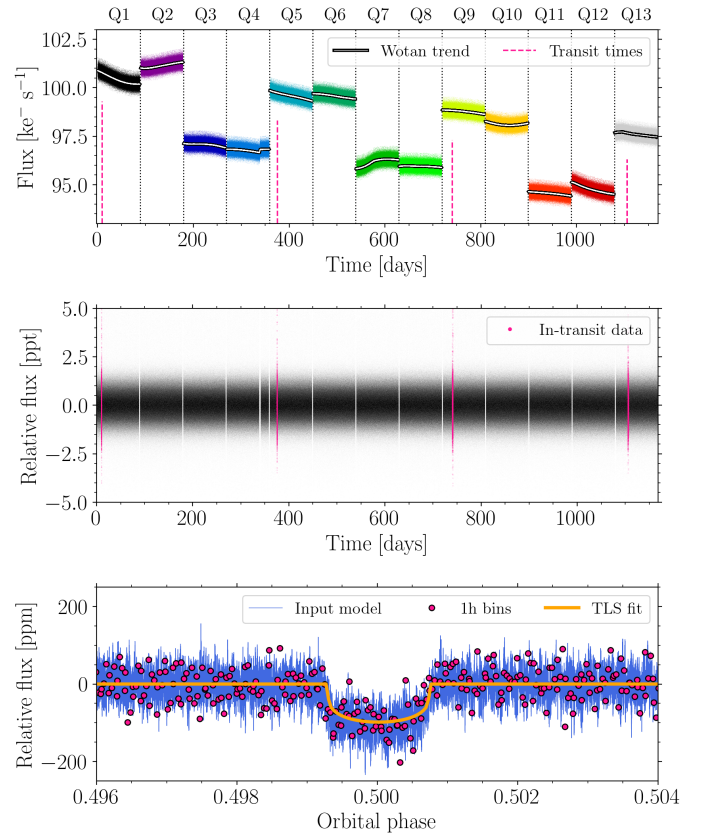 Q1 Q2 Q3 Q4 Q5 Q6 Q7 Q8 Q9 Q10 Q11 Q12 Q13
102.5
100.0
97.5
95.0
Flux [ke⁻ s⁻¹]
Wotan trend
Transit times
0 200 400 600 800 1000
Time [days]
5.0
2.5
0.0
−2.5
−5.0
Relative flux [ppt]
In-transit data
0 200 400 600 800 1000
Time [days]
200
0
−200
Relative flux [ppm]
Input model
1h bins
TLS fit
0.496 0.498 0.500 0.502 0.504
Orbital phase